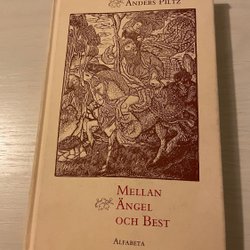 Anders Piltz
Mellan
Ängel
och Best
Alfabeta